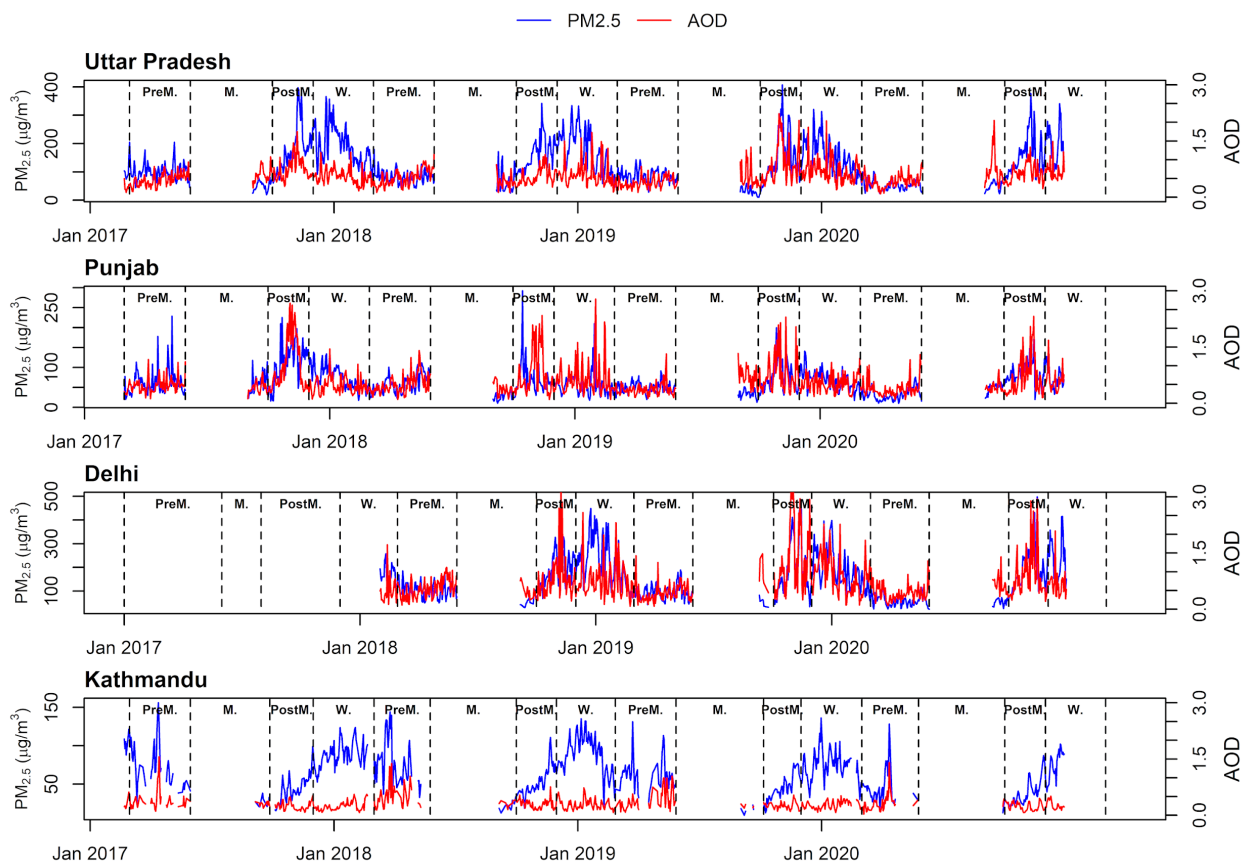 PM2.5 AOD
Uttar Pradesh
PreM. M. PostM. W. PreM. M. PostM. W. PreM. M. PostM. W. PreM. M. PostM. W.
PM2.5 (μg/m3)
0 200 400
AOD
0.0 1.5 3.0
Jan 2017 Jan 2018 Jan 2019 Jan 2020
Punjab
PreM. M. PostM. W. PreM. M. PostM. W. PreM. M. PostM. W. PreM. M. PostM. W.
PM2.5 (μg/m3)
0 100 250
AOD
0.0 1.5 3.0
Jan 2017 Jan 2018 Jan 2019 Jan 2020
Delhi
PreM. M. PostM. W. PreM. M. PostM. W. PreM. M. PostM. W. PreM. M. PostM. W.
PM2.5 (μg/m3)
100 300 500
AOD
0.0 1.5 3.0
Jan 2017 Jan 2018 Jan 2019 Jan 2020
Kathmandu
PreM. M. PostM. W. PreM. M. PostM. W. PreM. M. PostM. W. PreM. M. PostM. W.
PM2.5 (μg/m3)
50 150
AOD
0.0 1.5 3.0
Jan 2017 Jan 2018 Jan 2019 Jan 2020